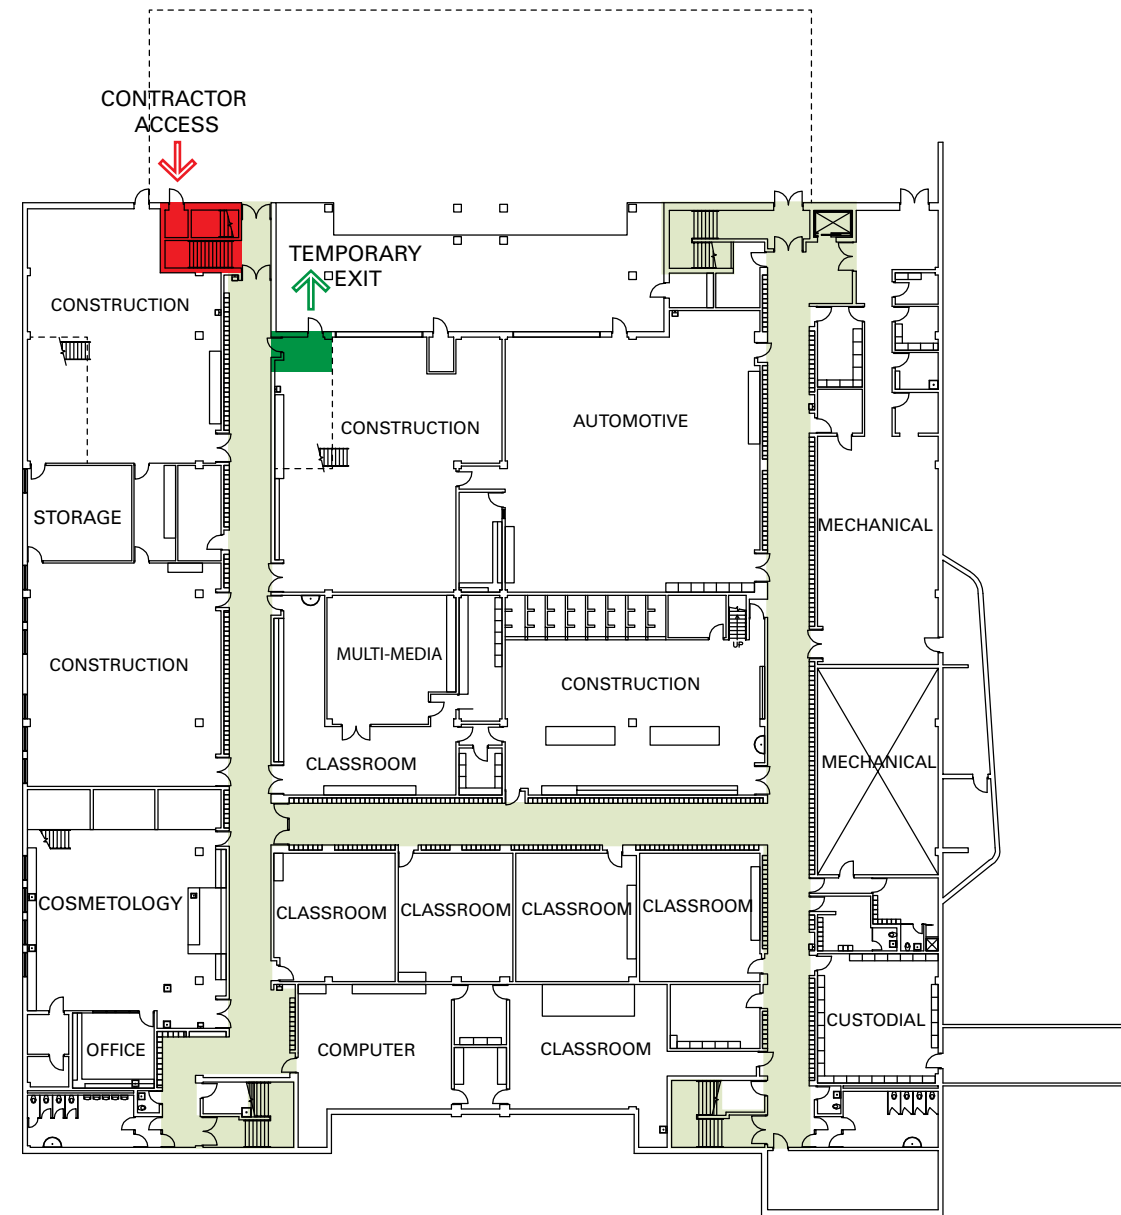 CONTRACTOR
ACCESS
TEMPORARY
EXIT
CONSTRUCTION
CONSTRUCTION
AUTOMOTIVE
STORAGE
MECHANICAL
UP
MULTI-MEDIA
CONSTRUCTION
CONSTRUCTION
CLASSROOM
MECHANICAL
COSMETOLOGY
CLASSROOM
CLASSROOM
CLASSROOM
CLASSROOM
OFFICE
COMPUTER
CLASSROOM
CUSTODIAL